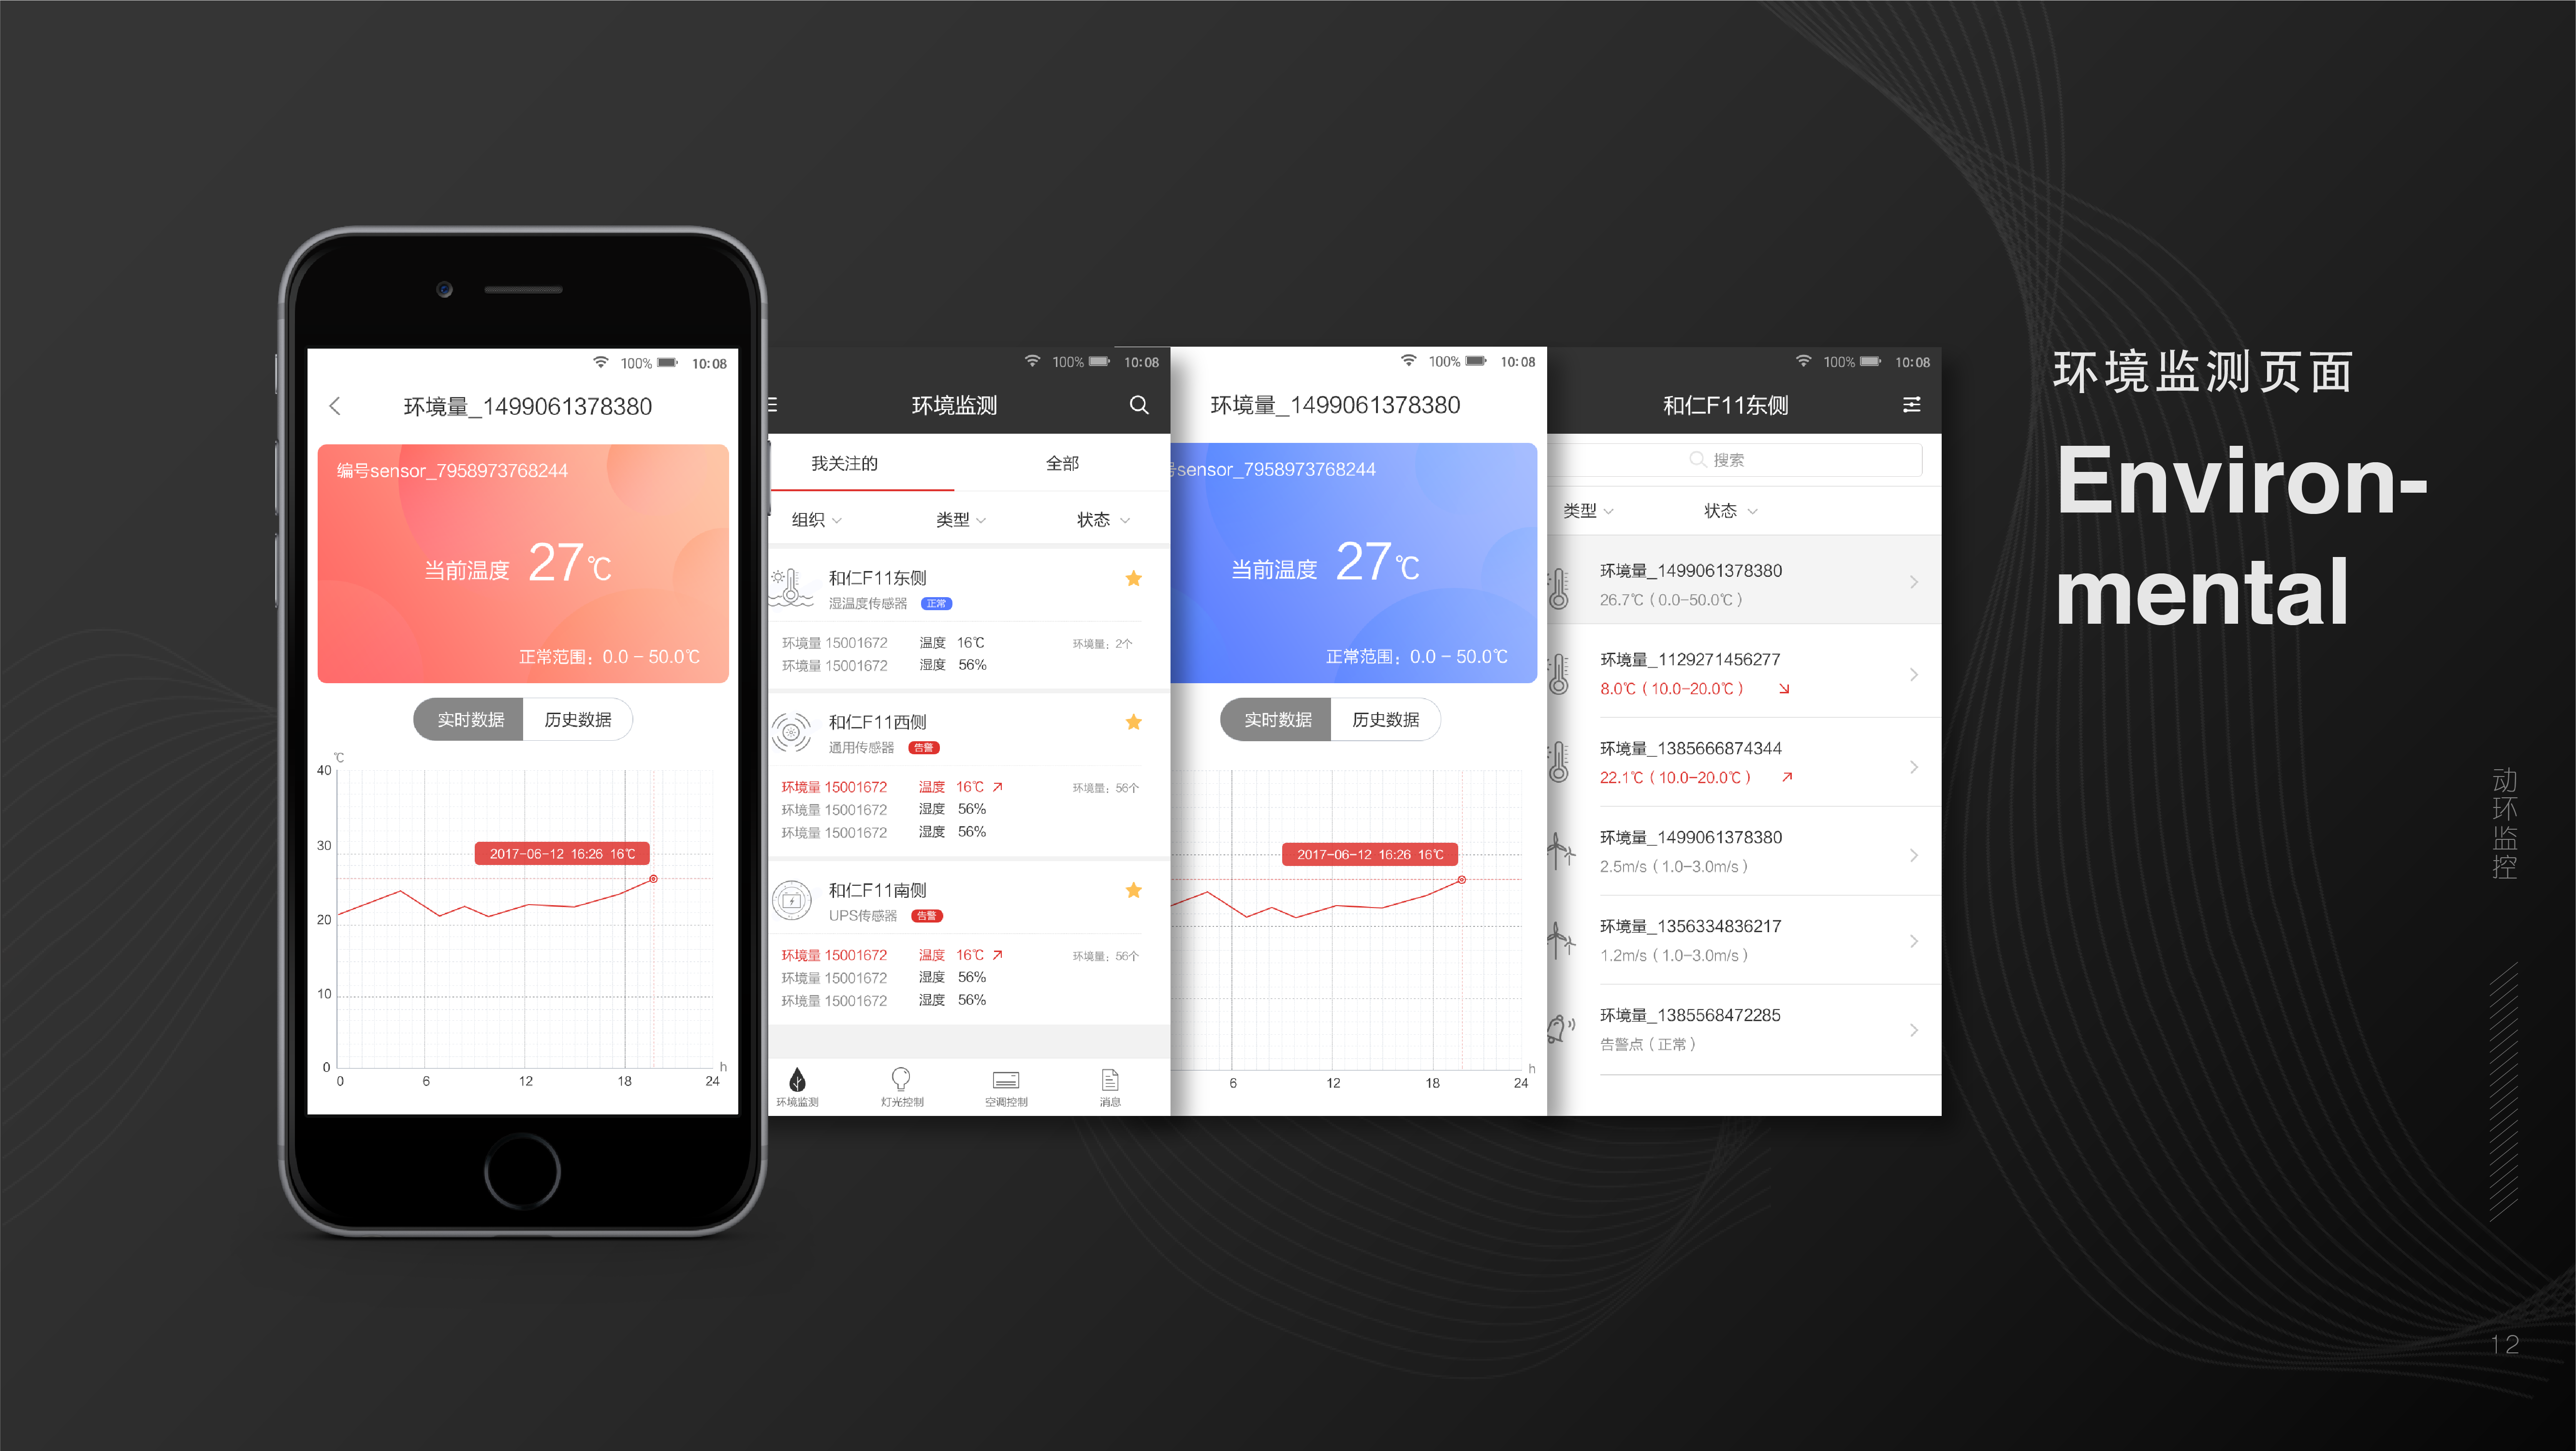 100% 10:08
环境量_1499061378380
编号sensor_7958973768244
当前温度 27℃
正常范围：0.0 – 50.0℃
实时数据 历史数据
℃
40
30
2017-06-12 16:26 16℃
20
10
0
0 6 12 18 24 h
100% 10:08
环境监测
我关注的 全部
组织 类型 状态
和仁F11东侧
湿温度传感器 正常
环境量 15001672 温度 16℃ 环境量：2个
环境量 15001672 湿度 56%
和仁F11西侧
通用传感器 告警
环境量 15001672 温度 16℃ 环境量：56个
环境量 15001672 湿度 56%
环境量 15001672 湿度 56%
和仁F11南侧
UPS传感器 告警
环境量 15001672 温度 16℃ 环境量：56个
环境量 15001672 湿度 56%
环境量 15001672 湿度 56%
环境监测 灯光控制 空调控制 消息
100% 10:08
环境量_1499061378380
号sensor_7958973768244
当前温度 27℃
正常范围：0.0 – 50.0℃
实时数据 历史数据
2017-06-12 16:26 16℃
6 12 18 24 h
100% 10:08
和仁F11东侧
搜索
类型 状态
环境量_1499061378380
26.7℃（0.0-50.0℃）
环境量_1129271456277
8.0℃（10.0-20.0℃）
环境量_1385666874344
22.1℃（10.0-20.0℃）
环境量_1499061378380
2.5m/s（1.0-3.0m/s）
环境量_1356334836217
1.2m/s（1.0-3.0m/s）
环境量_1385568472285
告警点（正常）
环境监测页面
Environ-
mental
动环监控
12